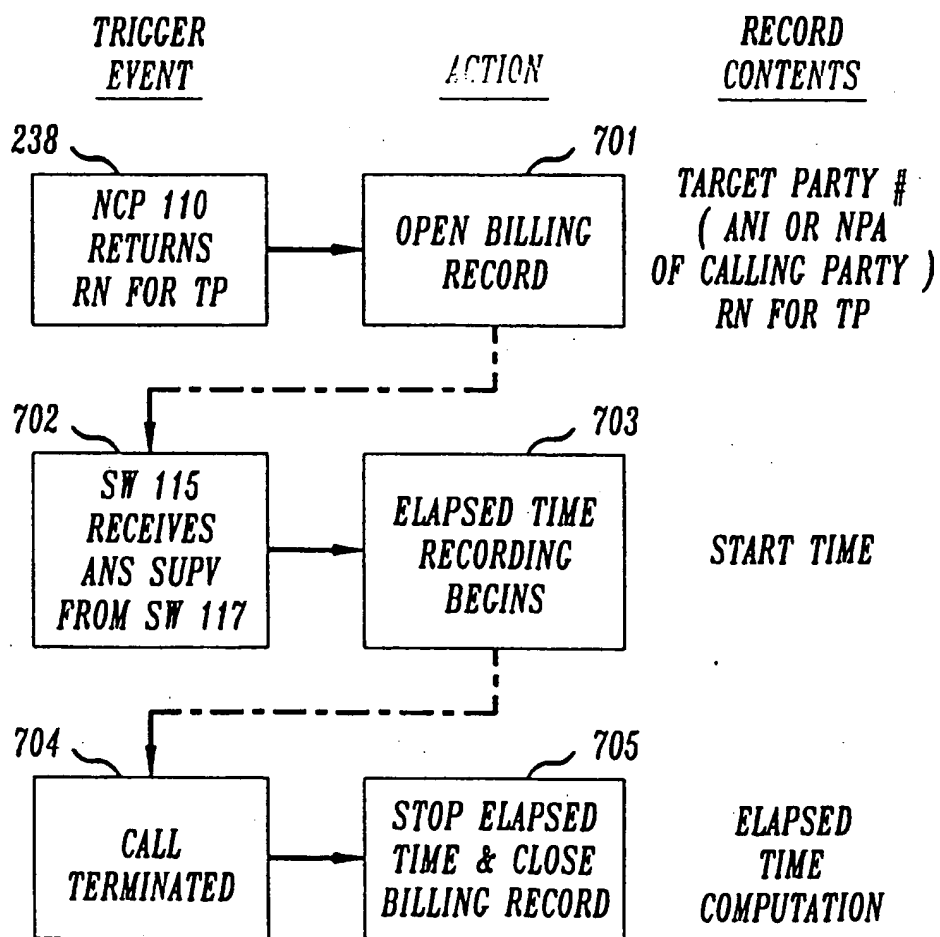 TRIGGER
EVENT
ACTION
RECORD
CONTENTS
238
NCP 110
RETURNS
RN FOR TP
701
OPEN BILLING
RECORD
TARGET PARTY #
( ANI OR NPA
OF CALLING PARTY )
RN FOR TP
702
SW 115
RECEIVES
ANS SUPV
FROM SW 117
703
ELAPSED TIME
RECORDING
BEGINS
START TIME
704
CALL
TERMINATED
705
STOP ELAPSED
TIME & CLOSE
BILLING RECORD
ELAPSED
TIME
COMPUTATION